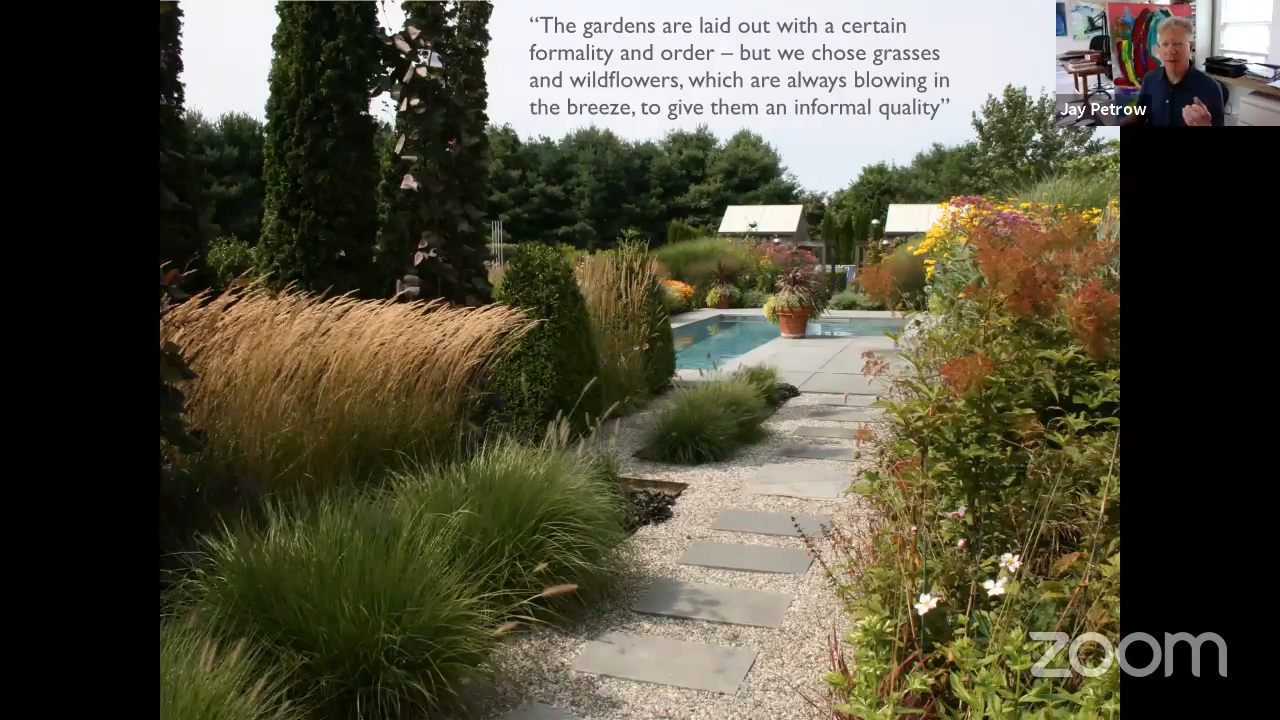 “The gardens are laid out with a certain
formality and order – but we chose grasses
and wildflowers, which are always blowing in
the breeze, to give them an informal quality”
Jay Petrow
zoom